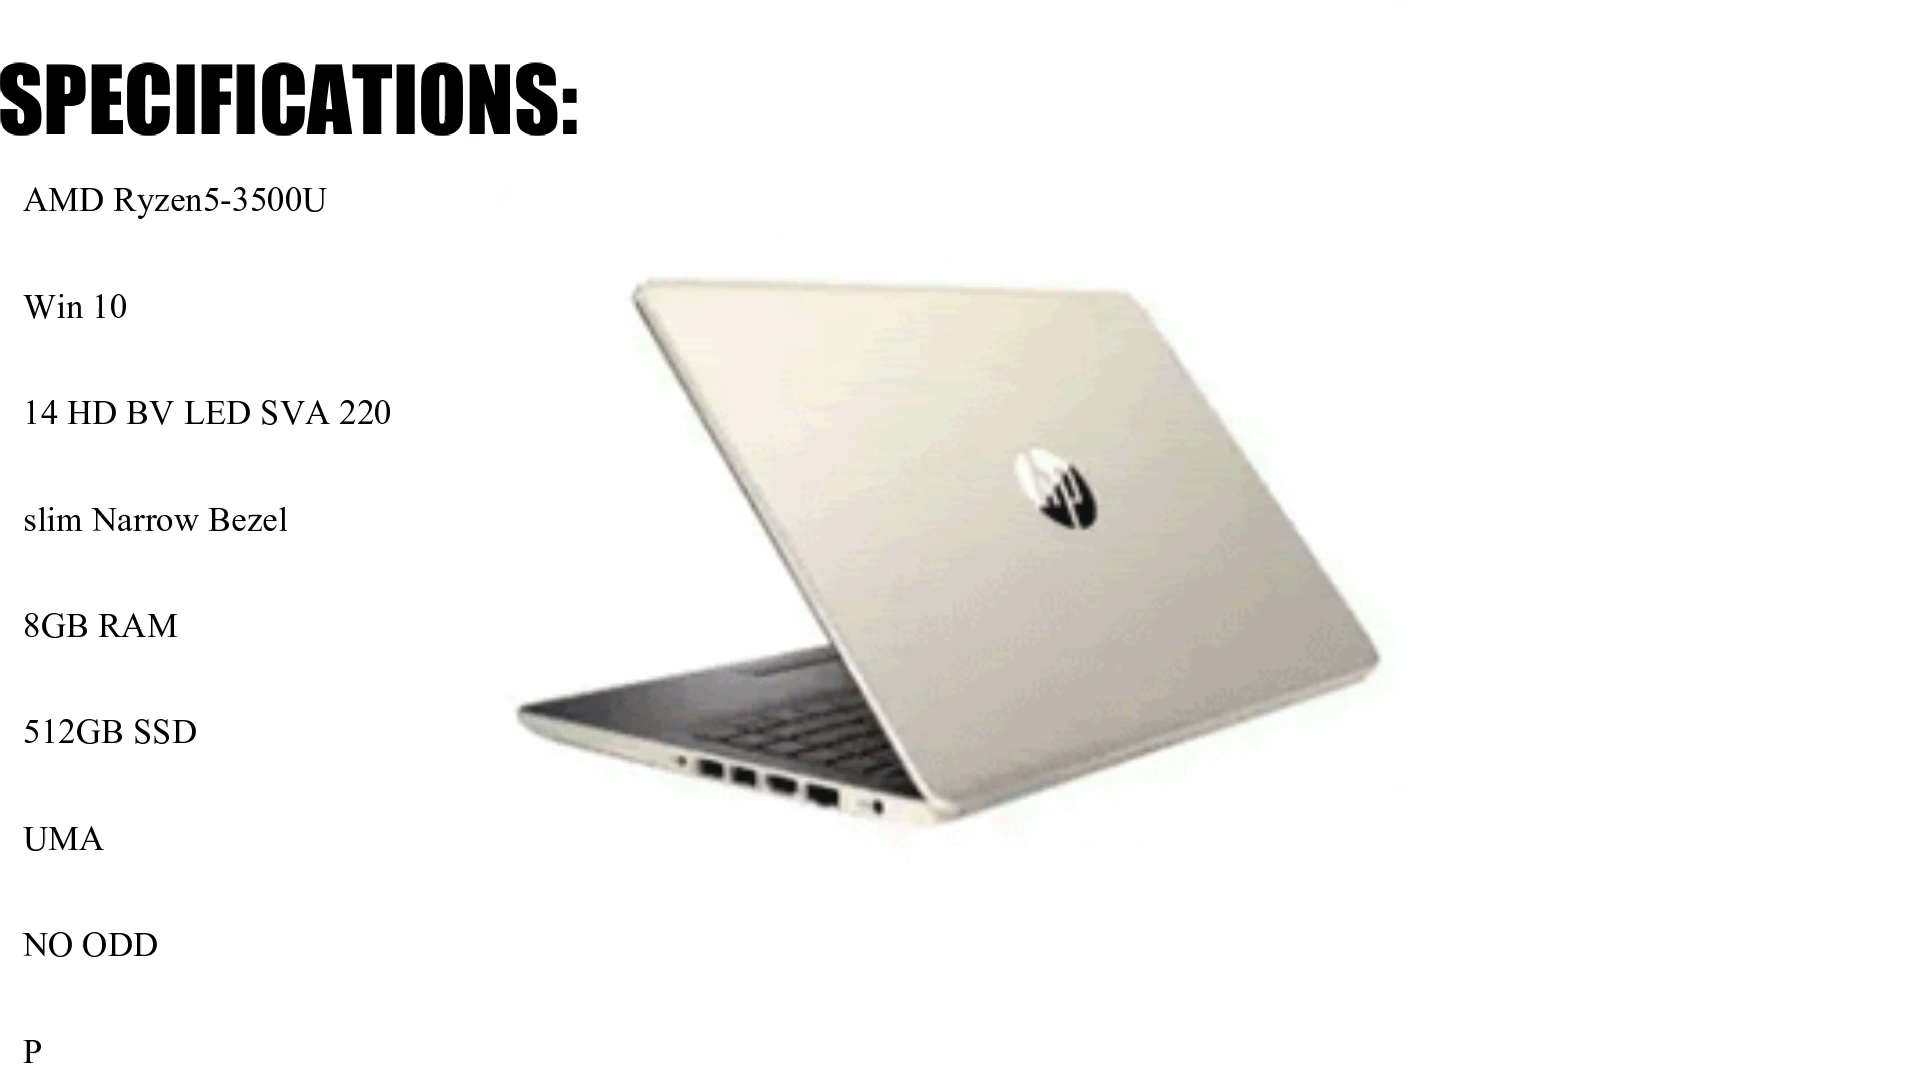 SPECIFICATIONS:
AMD Ryzen5-3500U
Win 10
14 HD BV LED SVA 220
slim Narrow Bezel
8GB RAM
512GB SSD
UMA
NO ODD
P
hp